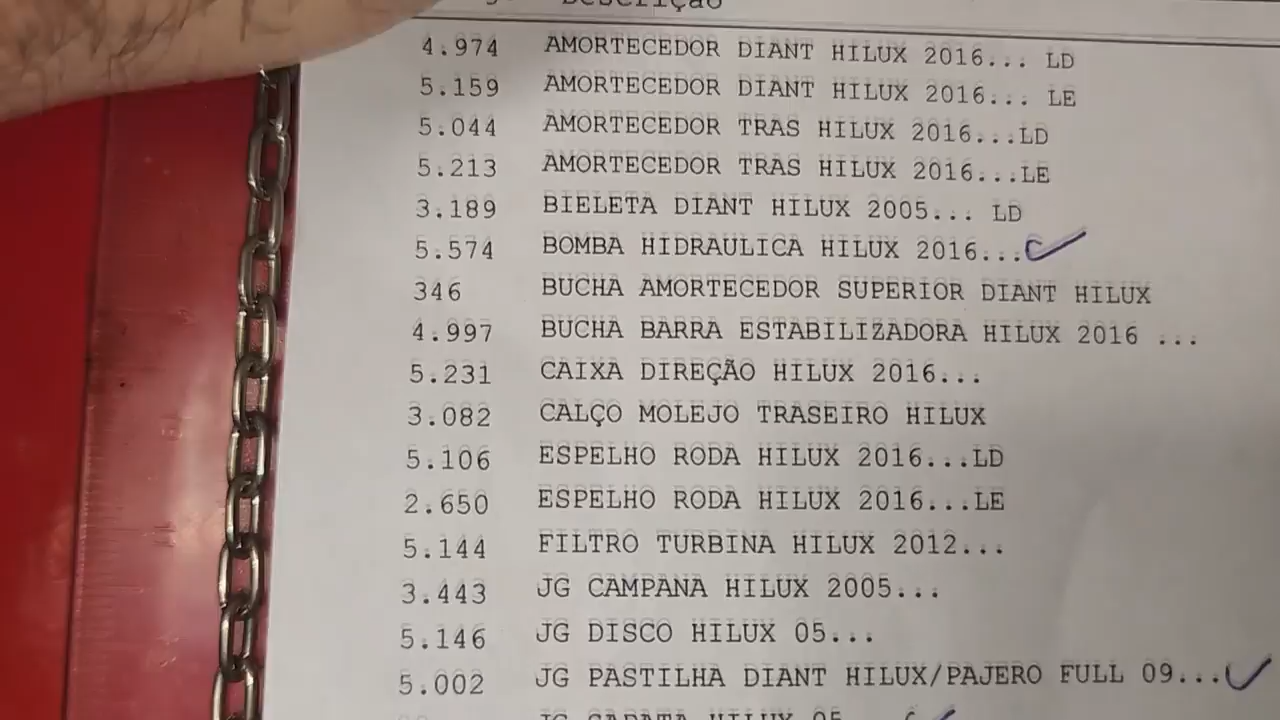 Descrição
4.974 AMORTECEDOR DIANT HILUX 2016... LD
5.159 AMORTECEDOR DIANT HILUX 2016... LE
5.044 AMORTECEDOR TRAS HILUX 2016...LD
5.213 AMORTECEDOR TRAS HILUX 2016...LE
3.189 BIELETA DIANT HILUX 2005... LD
5.574 BOMBA HIDRAULICA HILUX 2016...
346 BUCHA AMORTECEDOR SUPERIOR DIANT HILUX
4.997 BUCHA BARRA ESTABILIZADORA HILUX 2016 ...
5.231 CAIXA DIREÇÃO HILUX 2016...
3.082 CALÇO MOLEJO TRASEIRO HILUX
5.106 ESPELHO RODA HILUX 2016...LD
2.650 ESPELHO RODA HILUX 2016...LE
5.144 FILTRO TURBINA HILUX 2012...
3.443 JG CAMPANA HILUX 2005...
5.146 JG DISCO HILUX 05...
5.002 JG PASTILHA DIANT HILUX/PAJERO FULL 09...
JG HILUX 05...